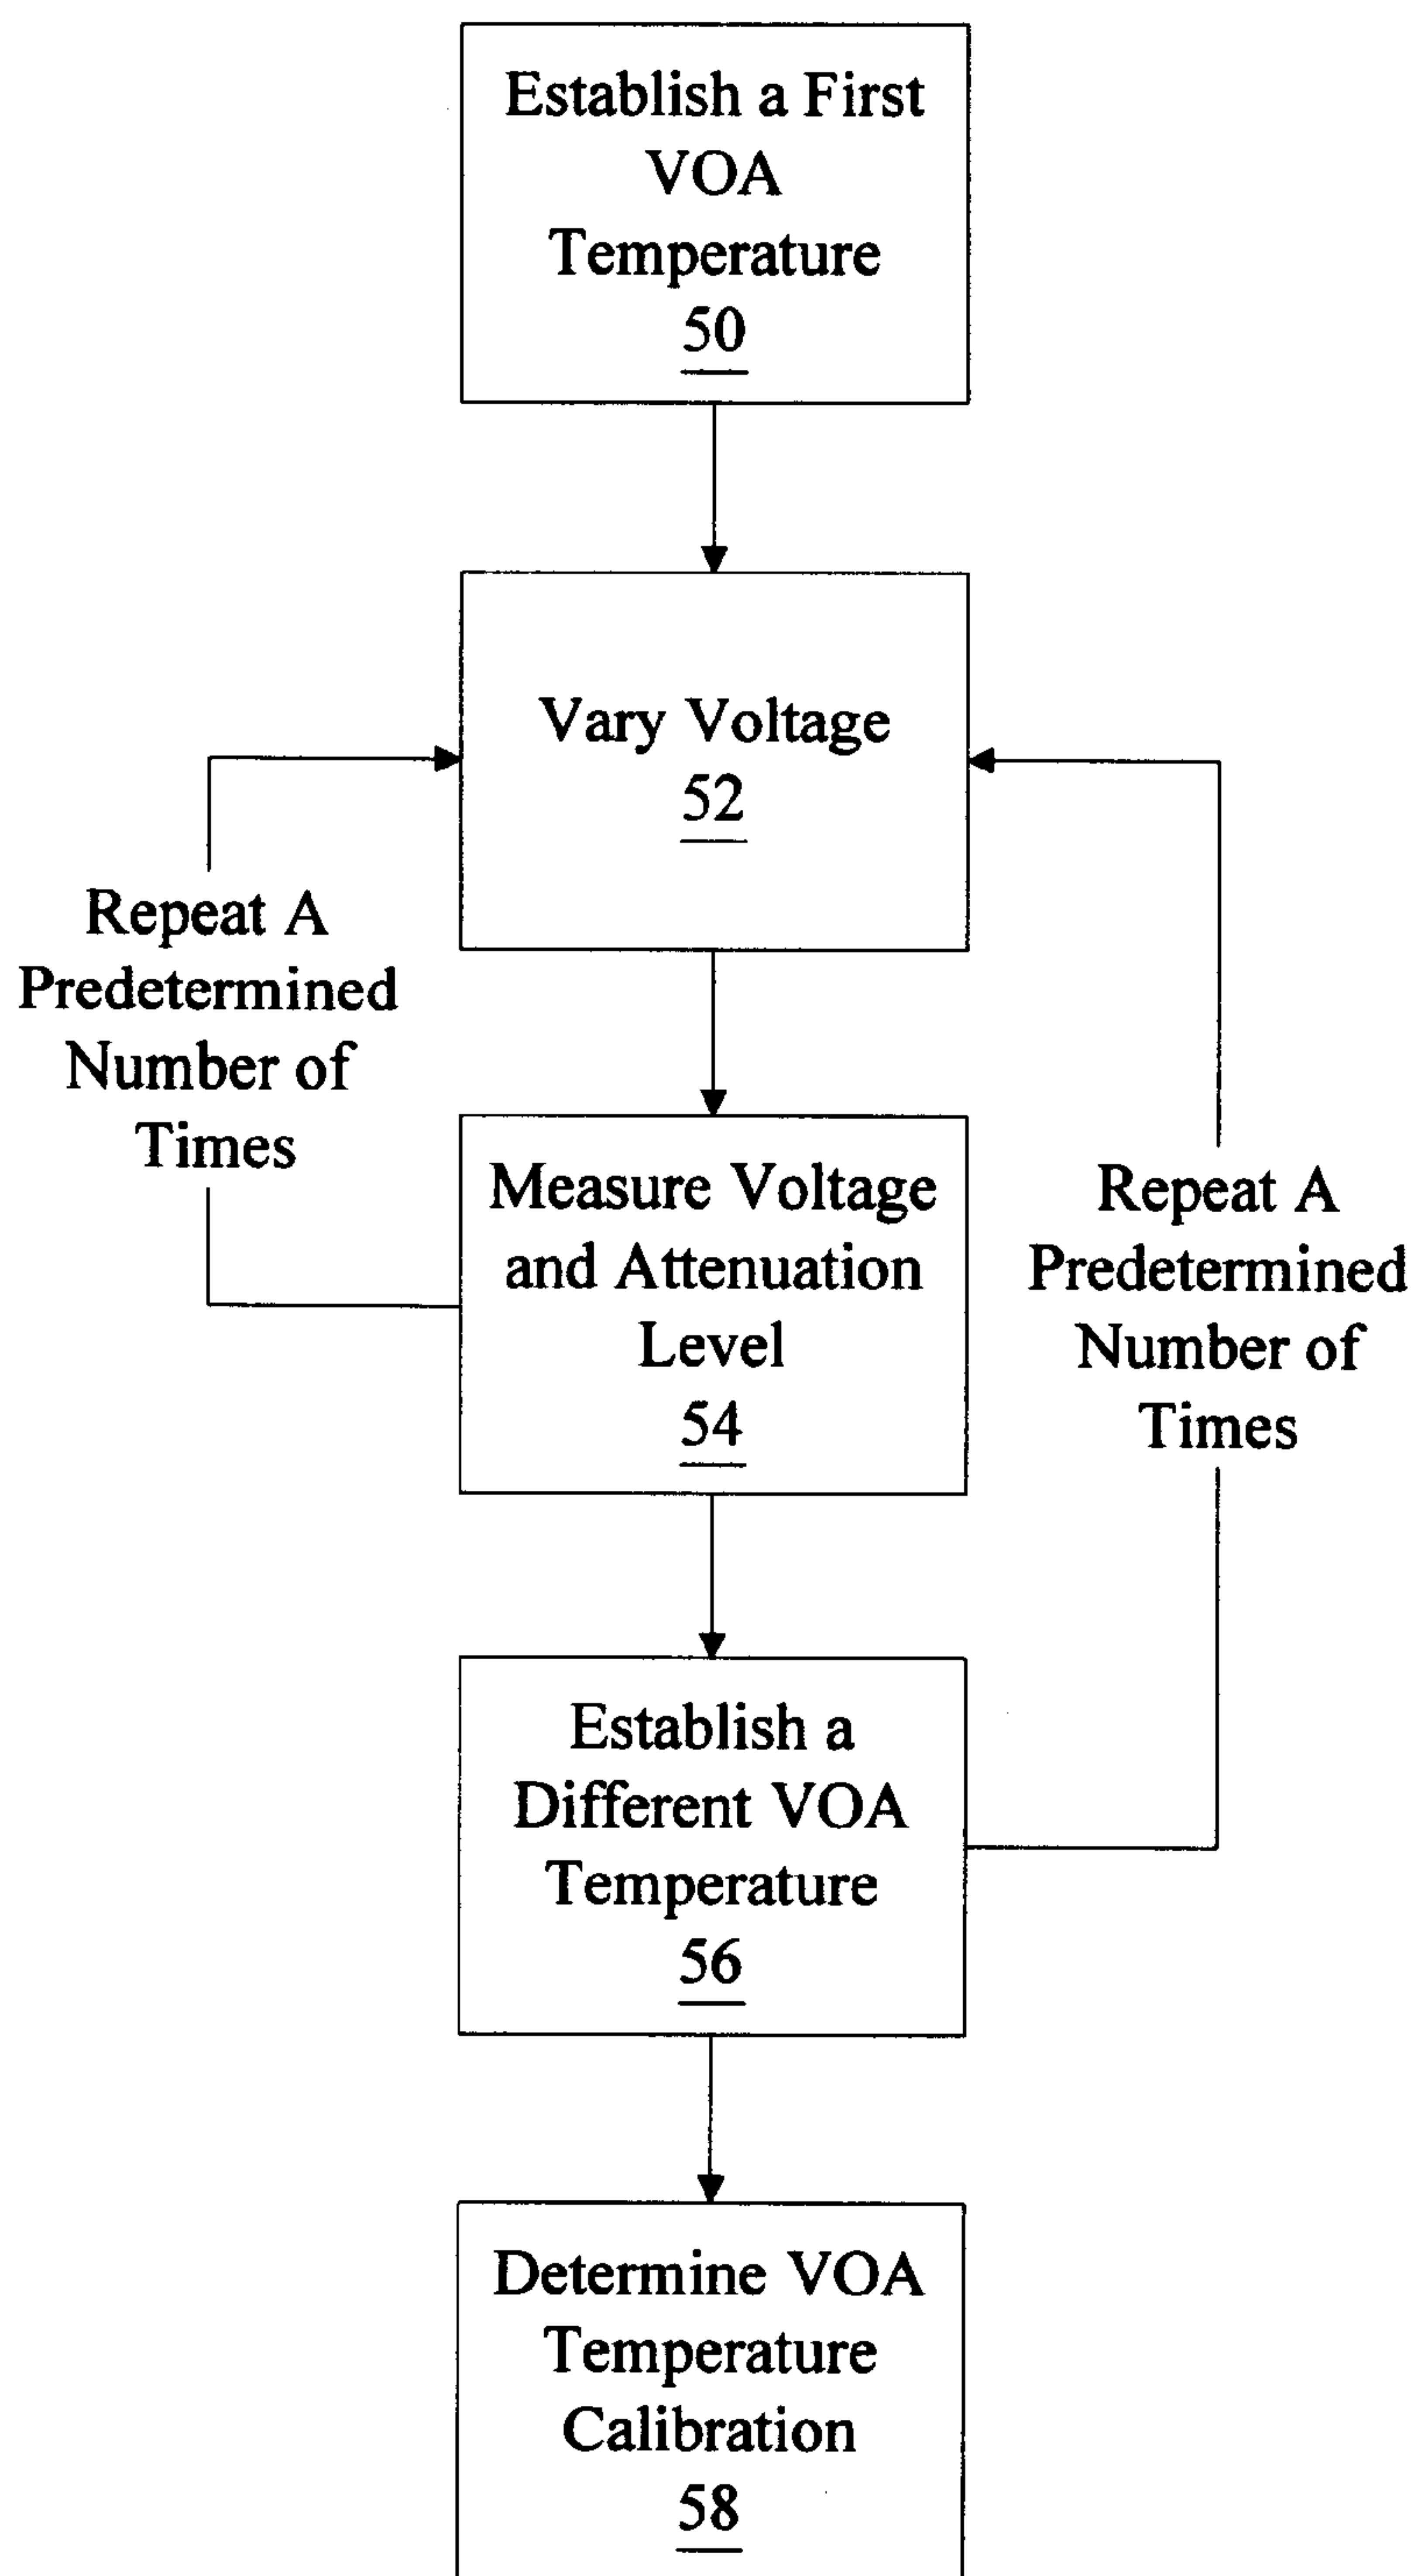 Establish a First
VOA
Temperature
50
Vary Voltage
52
Repeat A
Predetermined
Number of
Times
Measure Voltage
and Attenuation
Level
54
Repeat A
Predetermined
Number of
Times
Establish a
Different VOA
Temperature
56
Determine VOA
Temperature
Calibration
58